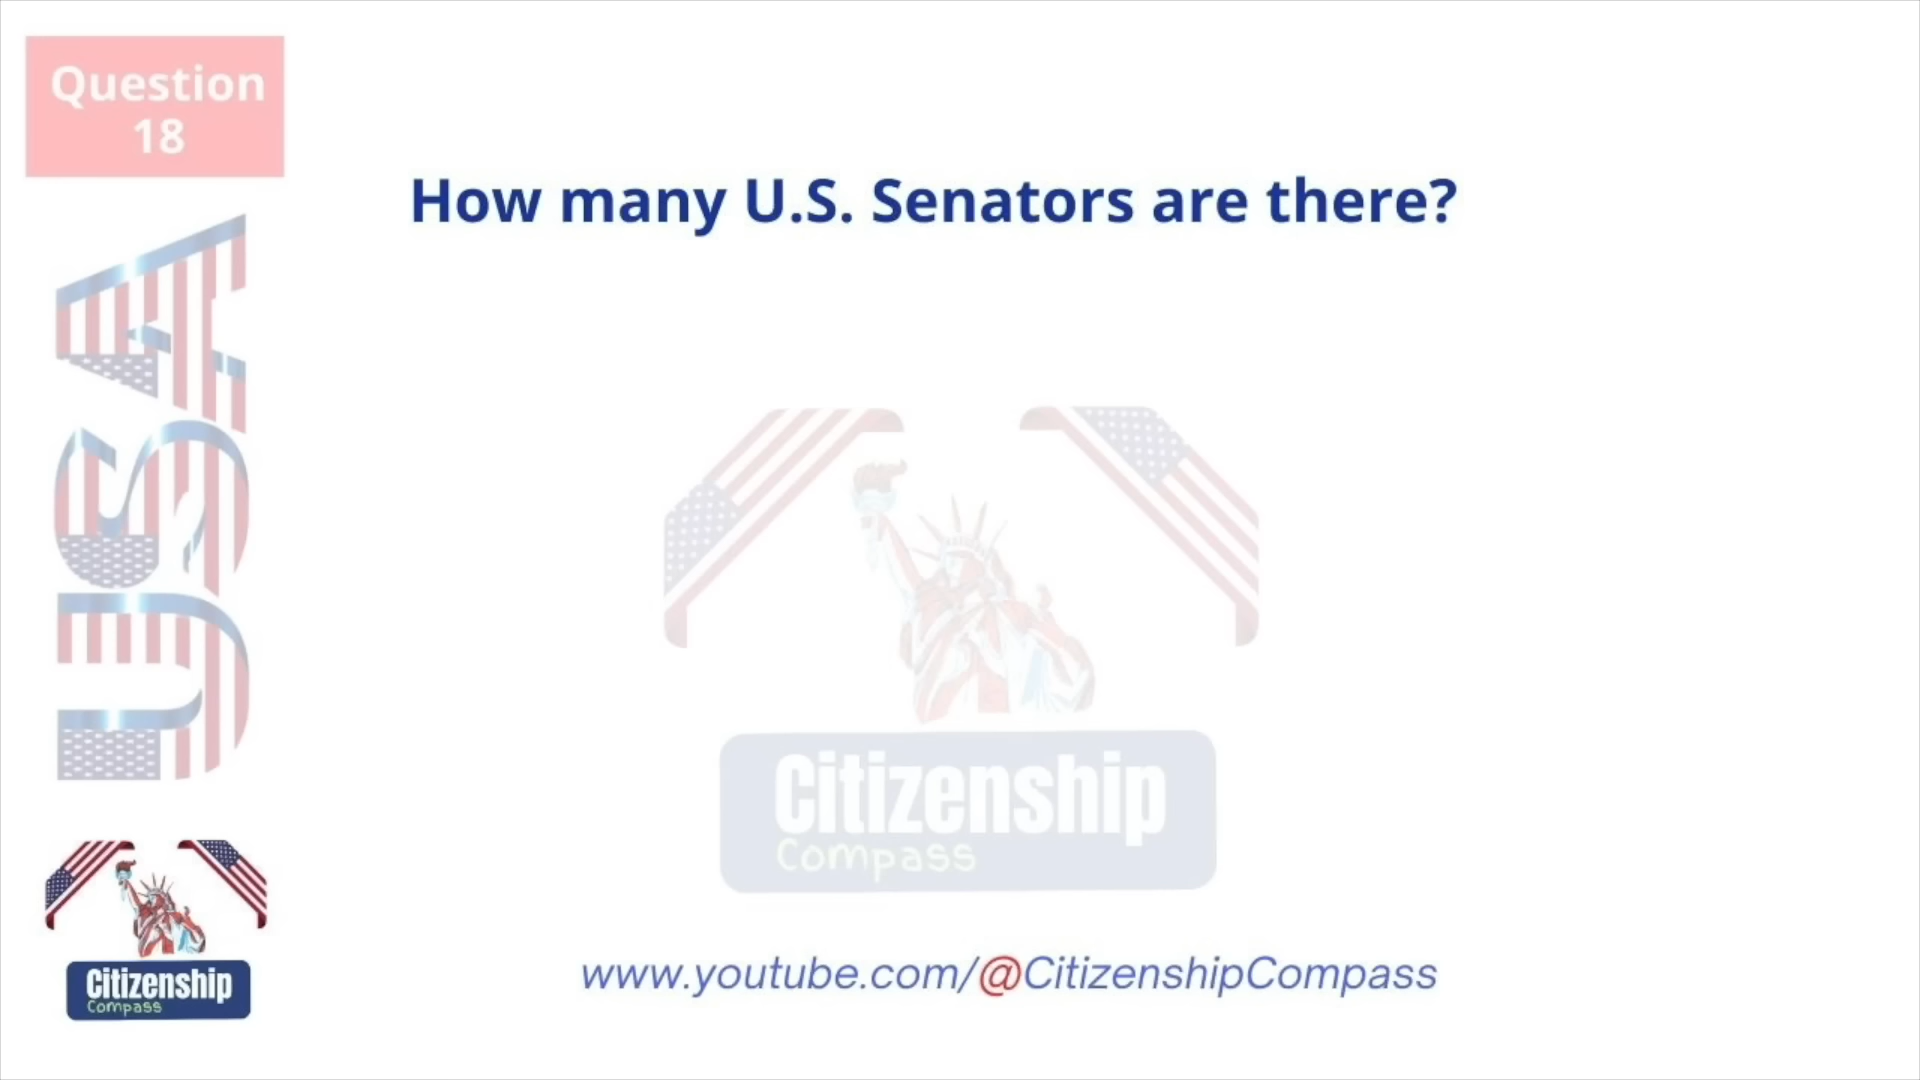 Question
18
How many U.S. Senators are there?
Citizenship
Compass
Citizenship
Compass
www.youtube.com/@CitizenshipCompass
USA